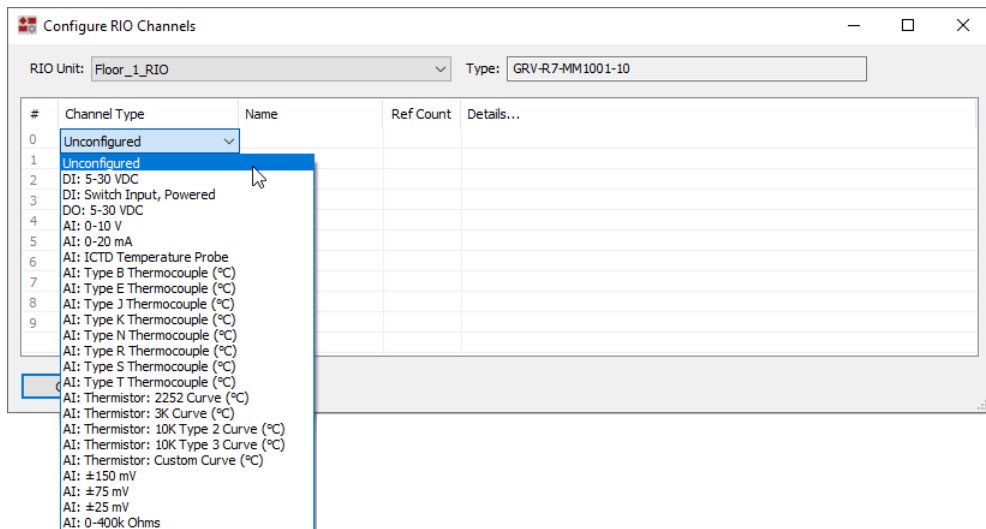 Configure RIO Channels
RIO Unit: Floor_1_RIO Type: GRV-R7-MM1001-10
# Channel Type Name Ref Count Details...
0 Unconfigured
1 Unconfigured
2 DI: 5-30 VDC
3 DI: Switch Input, Powered
DO: 5-30 VDC
4 AI: 0-10 V
5 AI: 0-20 mA
6 AI: ICTD Temperature Probe
AI: Type B Thermocouple (°C)
7 AI: Type E Thermocouple (°C)
8 AI: Type J Thermocouple (°C)
9 AI: Type K Thermocouple (°C)
AI: Type N Thermocouple (°C)
AI: Type R Thermocouple (°C)
AI: Type S Thermocouple (°C)
AI: Type T Thermocouple (°C)
AI: Thermistor: 2252 Curve (°C)
AI: Thermistor: 3K Curve (°C)
AI: Thermistor: 10K Type 2 Curve (°C)
AI: Thermistor: 10K Type 3 Curve (°C)
AI: Thermistor: Custom Curve (°C)
AI: ±150 mV
AI: ±75 mV
AI: ±25 mV
AI: 0-400k Ohms